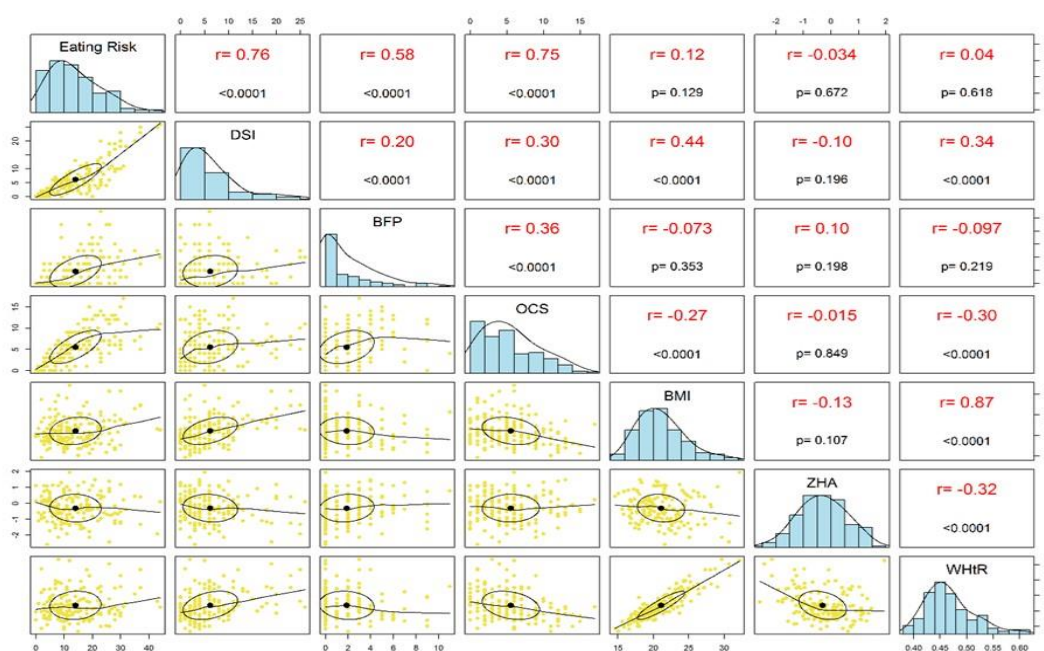 0 5 10 15 20 25
0 5 10 15
-2 -1 0 1 2
Eating Risk
r= 0.76
r= 0.58
r= 0.75
r= 0.12
r= -0.034
r= 0.04
<0.0001
<0.0001
<0.0001
p= 0.129
p= 0.672
p= 0.618
0 5 10 20
DSI
r= 0.20
r= 0.30
r= 0.44
r= -0.10
r= 0.34
<0.0001
<0.0001
<0.0001
p= 0.196
<0.0001
BFP
r= 0.36
r= -0.073
r= 0.10
r= -0.097
<0.0001
p= 0.353
p= 0.198
p= 0.219
0 5 10 15
OCS
r= -0.27
r= -0.015
r= -0.30
<0.0001
p= 0.849
<0.0001
BMI
r= -0.13
r= 0.87
p= 0.107
<0.0001
-2 -1 1 2
ZHA
r= -0.32
<0.0001
WHtR
0 10 20 30 40
0 2 4 6 8 10
15 20 25 30
0.40 0.45 0.50 0.55 0.60